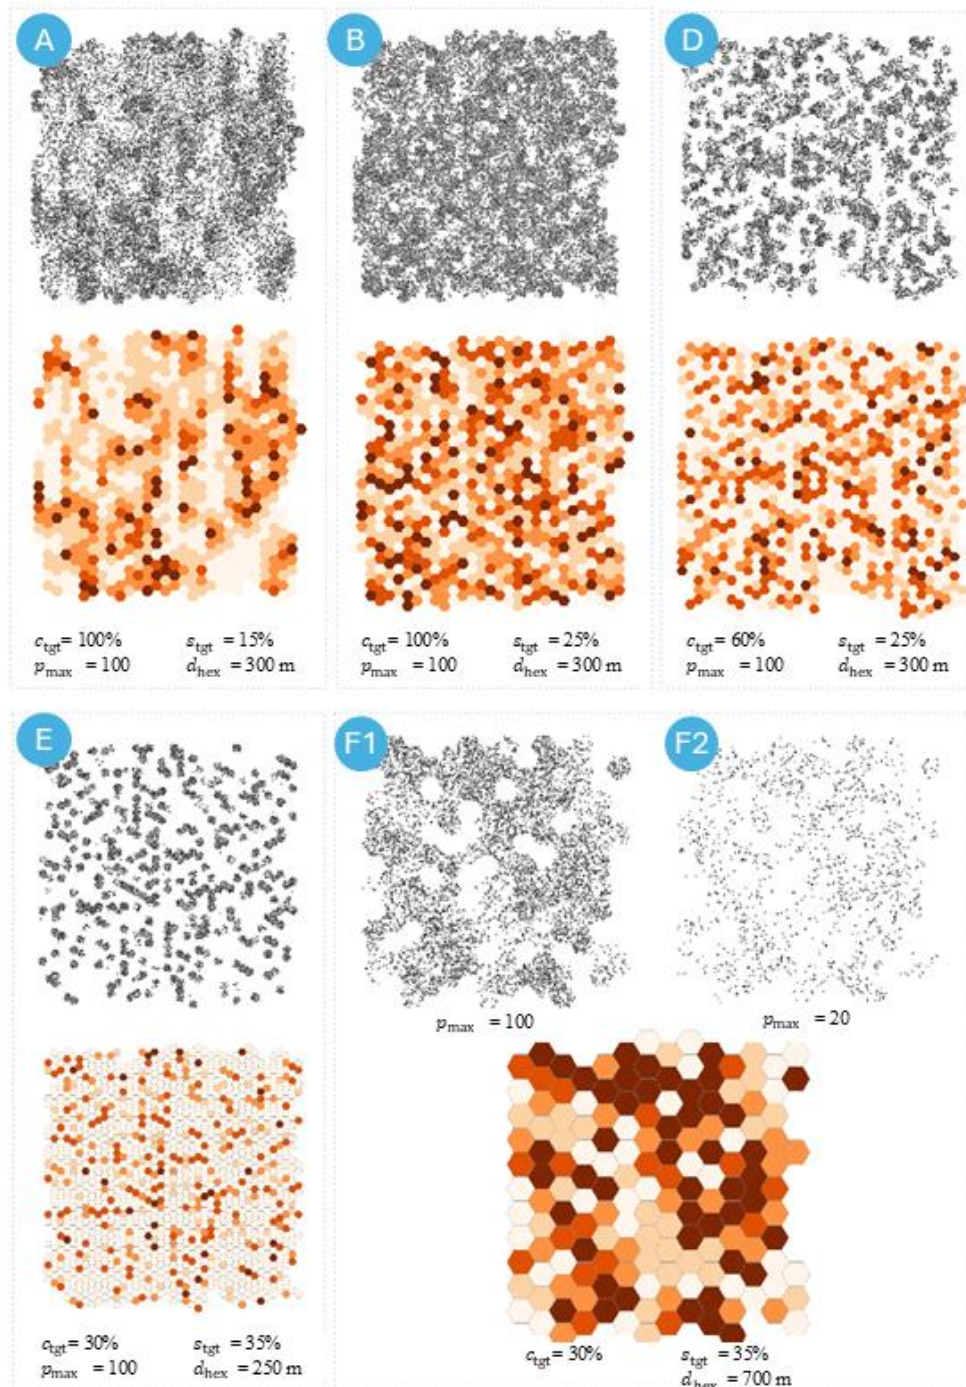 A
B
D
c_tgt = 100% s_tgt = 15%
p_max = 100 d_hex = 300 m
c_tgt = 100% s_tgt = 25%
p_max = 100 d_hex = 300 m
c_tgt = 60% s_tgt = 25%
p_max = 100 d_hex = 300 m
E
F1
F2
p_max = 100
p_max = 20
c_tgt = 30% s_tgt = 35%
p_max = 100 d_hex = 250 m
c_tgt = 30% s_tgt = 35%
d_hex = 700 m